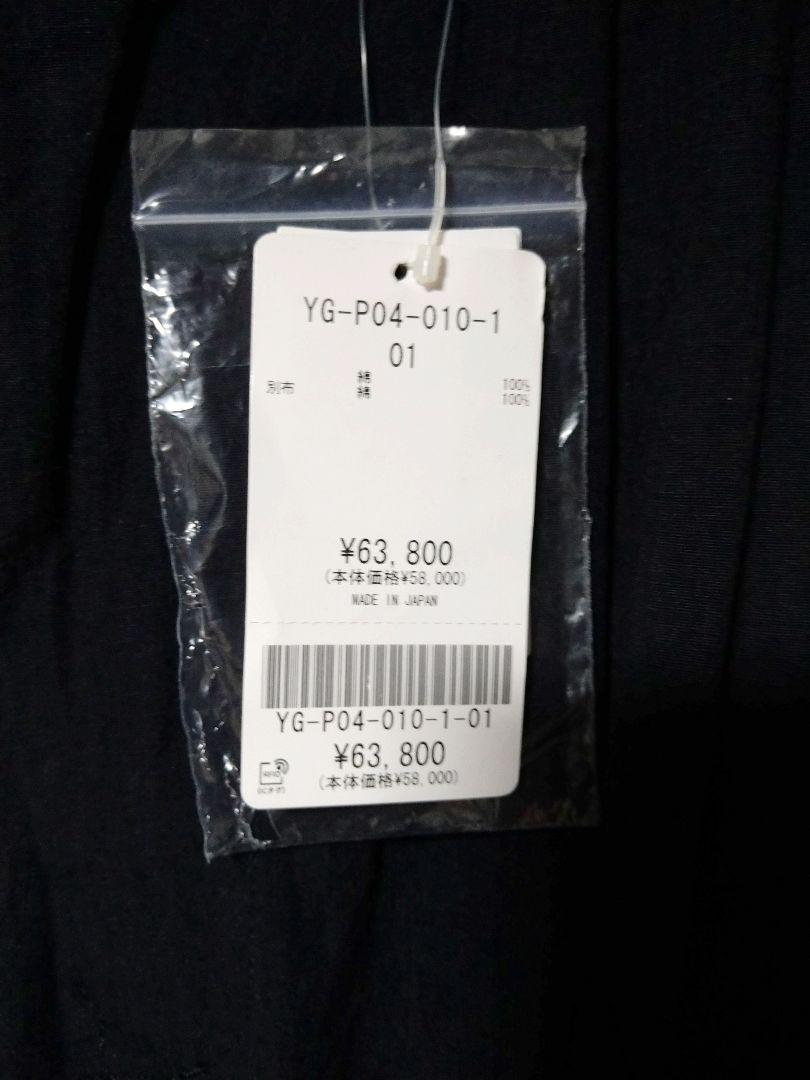 YG-P04-010-1
01
綿 100%
別布 綿 100%
¥63,800
(本体価格¥58,000)
MADE IN JAPAN
YG-P04-010-1-01
¥63,800
(本体価格¥58,000)
RFID